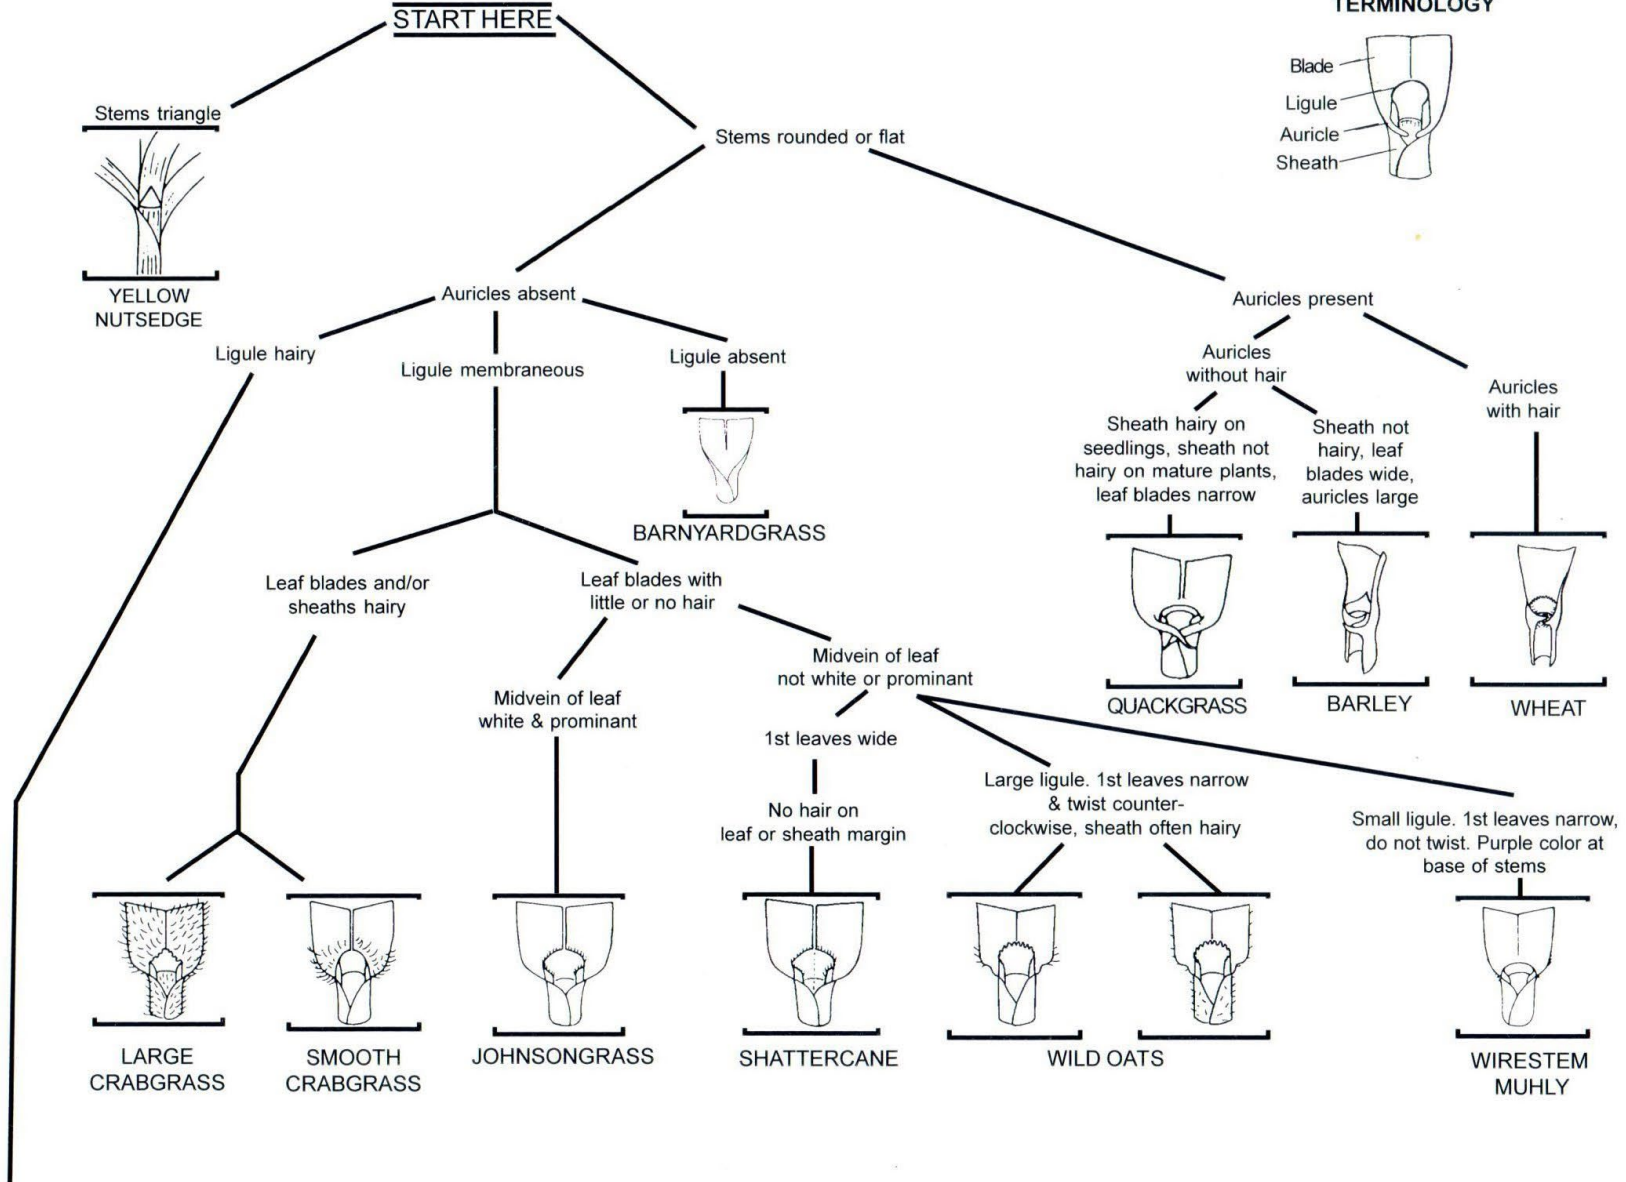 START HERE
TERMINOLOGY
Blade
Ligule
Auricle
Sheath
Stems triangle
YELLOW
NUTSEDGE
Stems rounded or flat
Auricles absent
Auricles present
Ligule hairy
Ligule membraneous
Ligule absent
BARNYARDGRASS
Auricles
without hair
Auricles
with hair
Sheath hairy on
seedlings, sheath not
hairy on mature plants,
leaf blades narrow
Sheath not
hairy, leaf
blades wide,
auricles large
QUACKGRASS
BARLEY
WHEAT
Leaf blades and/or
sheaths hairy
Leaf blades with
little or no hair
Midvein of leaf
white & prominant
Midvein of leaf
not white or prominant
1st leaves wide
No hair on
leaf or sheath margin
Large ligule. 1st leaves narrow
& twist counter-
clockwise, sheath often hairy
Small ligule. 1st leaves narrow,
do not twist. Purple color at
base of stems
LARGE
CRABGRASS
SMOOTH
CRABGRASS
JOHNSONGRASS
SHATTERCANE
WILD OATS
WIRESTEM
MUHLY